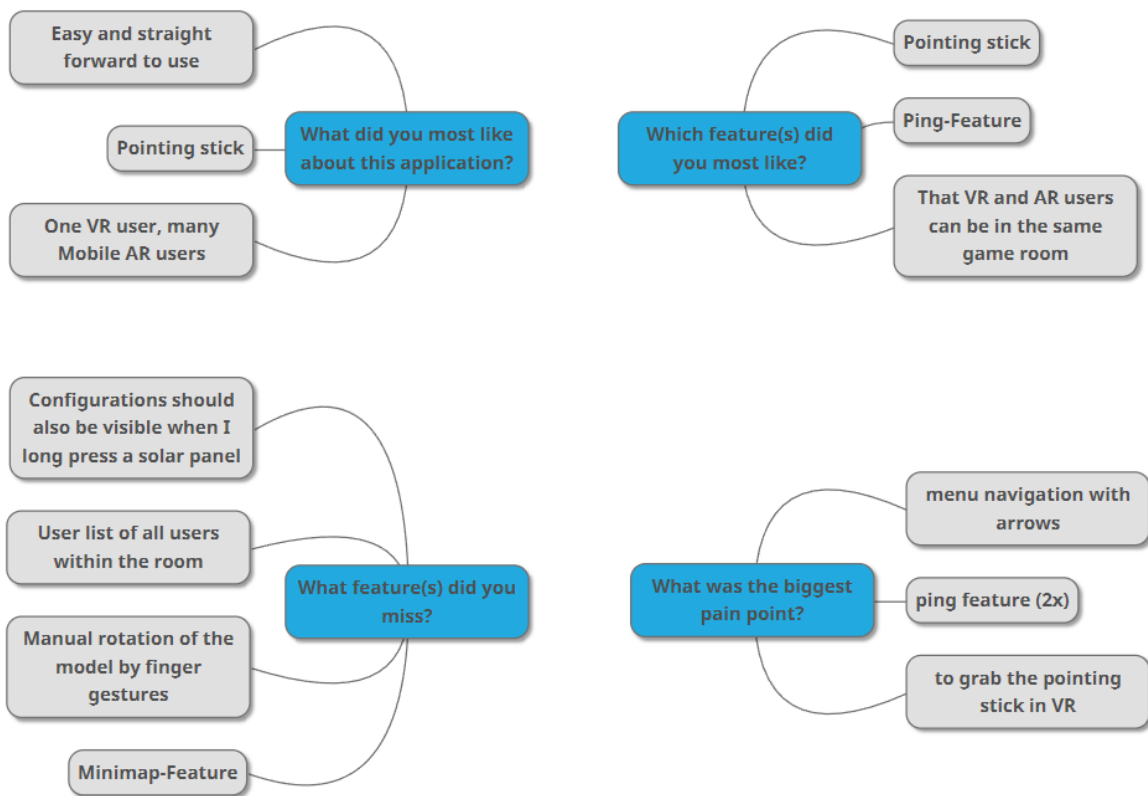 Easy and straight
forward to use
Pointing stick
One VR user, many
Mobile AR users
What did you most like
about this application?
Which feature(s) did
you most like?
Pointing stick
Ping-Feature
That VR and AR users
can be in the same
game room
Configurations should
also be visible when I
long press a solar panel
User list of all users
within the room
Manual rotation of the
model by finger
gestures
Minimap-Feature
What feature(s) did you
miss?
What was the biggest
pain point?
menu navigation with
arrows
ping feature (2x)
to grab the pointing
stick in VR